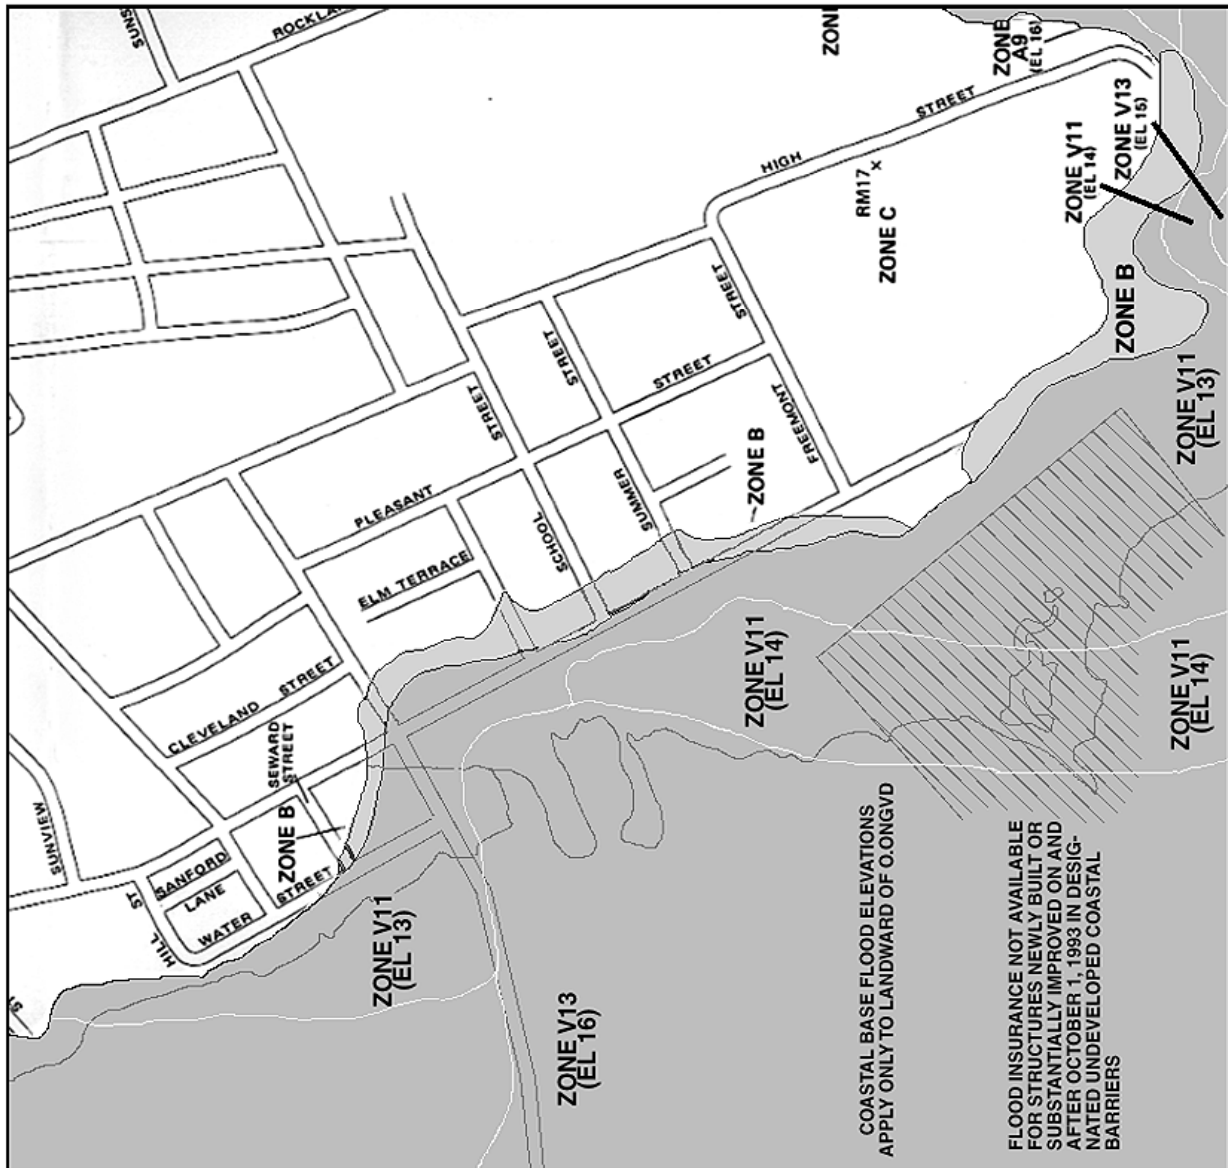 SUNS
ROCKLA
ZON
ZONE
A9
(EL 16)
STREET
HIGH
ZONE V13
(EL 15)
ZONE V11
(EL 14)
RM17
ZONE C
ZONE B
STREET
STREET
STREET
STREET
FREEMONT
ZONE B
SUMMER
SCHOOL
PLEASANT
ELM TERRACE
ZONE V11
(EL 13)
CLEVELAND STREET
SEWARD
STREET
ZONE B
SUNVIEW
SANFORD
LANE
WATER STREET
HILL ST
ST
ZONE V11
(EL 13)
ZONE V11
(EL 14)
ZONE V11
(EL 14)
ZONE V13
(EL 16)
COASTAL BASE FLOOD ELEVATIONS
APPLY ONLY TO LANDWARD OF O.ONGVD
FLOOD INSURANCE NOT AVAILABLE
FOR STRUCTURES NEWLY BUILT OR
SUBSTANTIALLY IMPROVED ON AND
AFTER OCTOBER 1, 1993 IN DESIG-
NATED UNDEVELOPED COASTAL
BARRIERS